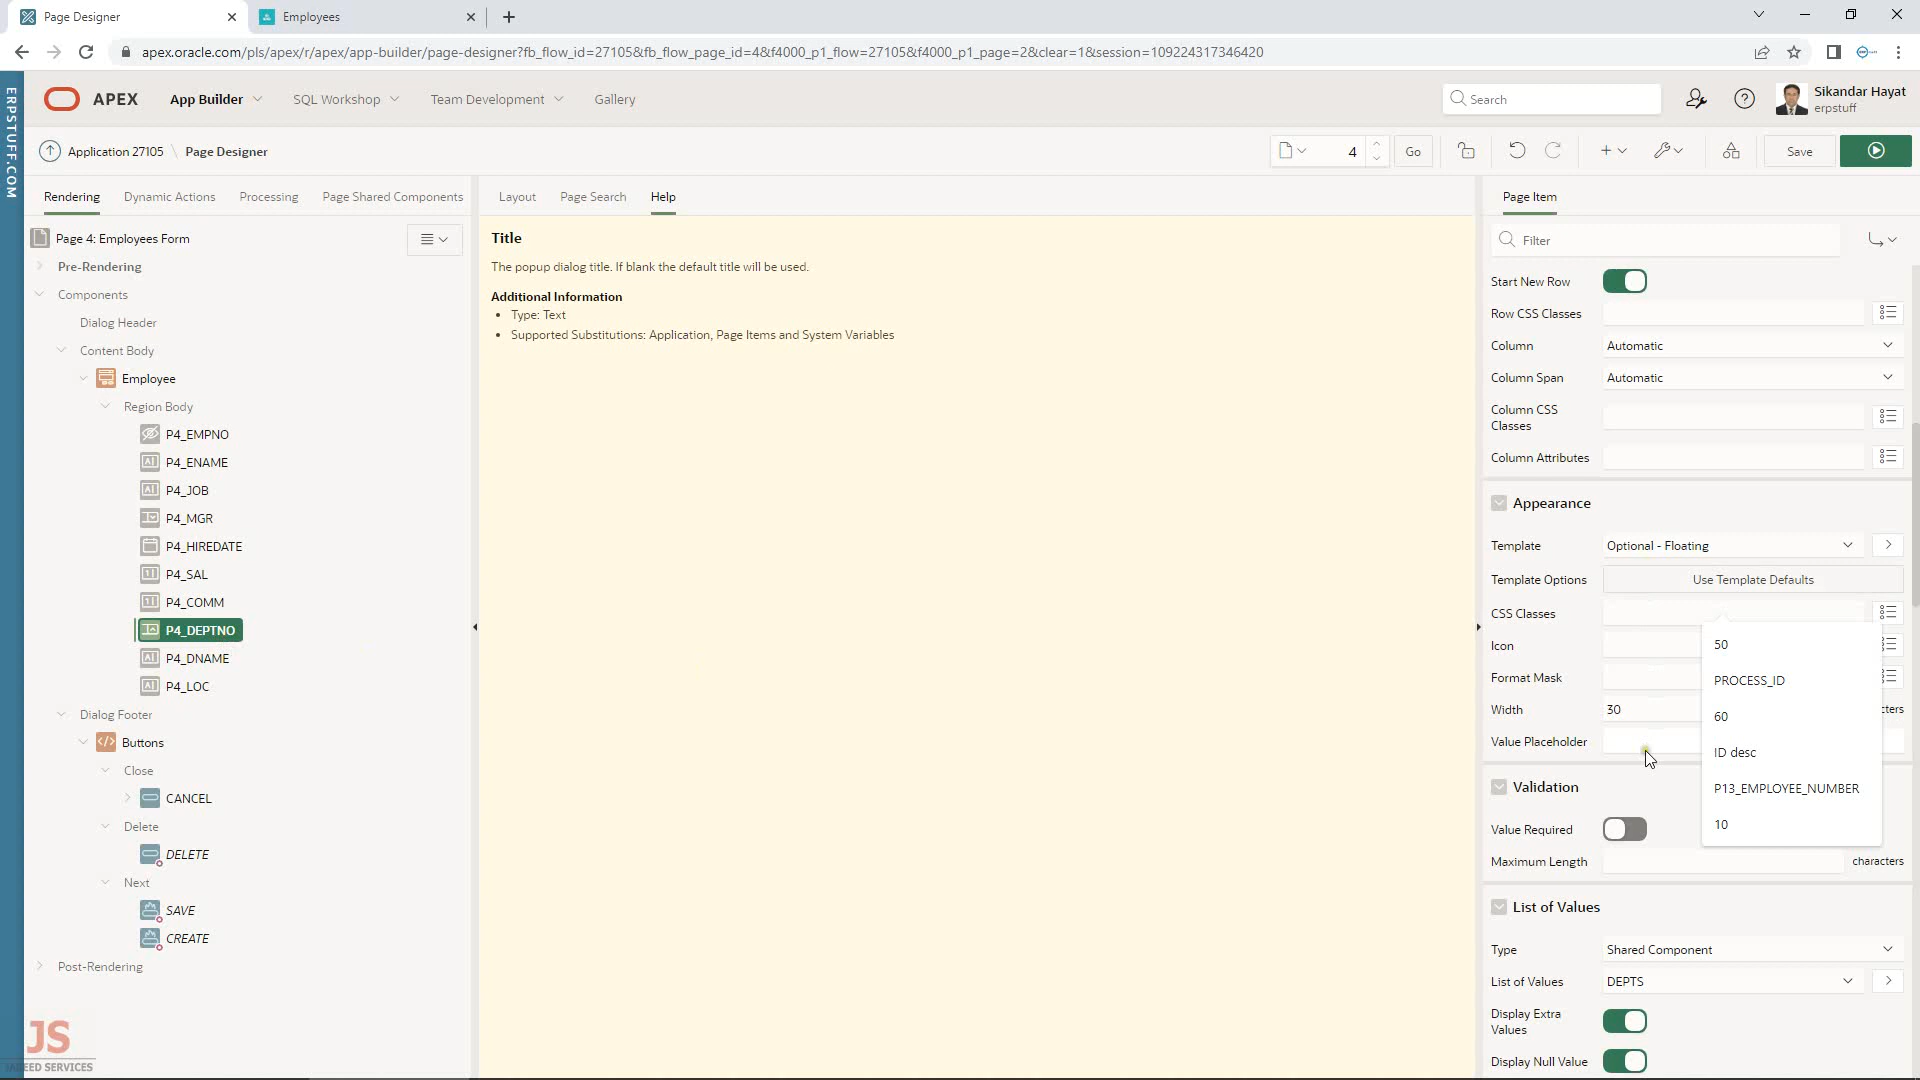 Page Designer
Employees
apex.oracle.com/pls/apex/r/apex/app-builder/page-designer?fb_flow_id=27105&fb_flow_page_id=4&f4000_p1_flow=27105&f4000_p1_page=2&clear=1&session=109224317346420
ERPSTUFF.COM
APEX
App Builder
SQL Workshop
Team Development
Gallery
Search
Sikandar Hayat
erpstuff
Application 27105 \ Page Designer
4
Go
Save
Rendering
Dynamic Actions
Processing
Page Shared Components
Layout
Page Search
Help
Page Item
Page 4: Employees Form
Pre-Rendering
Components
Dialog Header
Content Body
Employee
Region Body
P4_EMPNO
P4_ENAME
P4_JOB
P4_MGR
P4_HIREDATE
P4_SAL
P4_COMM
P4_DEPTNO
P4_DNAME
P4_LOC
Dialog Footer
Buttons
Close
CANCEL
Delete
DELETE
Next
SAVE
CREATE
Post-Rendering
JS
Title
The popup dialog title. If blank the default title will be used.
Additional Information
• Type: Text
• Supported Substitutions: Application, Page Items and System Variables
Filter
Start New Row
Row CSS Classes
Column Automatic
Column Span Automatic
Column CSS
Classes
Column Attributes
Appearance
Template Optional - Floating
Template Options Use Template Defaults
CSS Classes
Icon
Format Mask
Width 30
Value Placeholder
50
PROCESS_ID
60
ID desc
P13_EMPLOYEE_NUMBER
10
Validation
Value Required
Maximum Length characters
List of Values
Type Shared Component
List of Values DEPTS
Display Extra
Values
Display Null Value